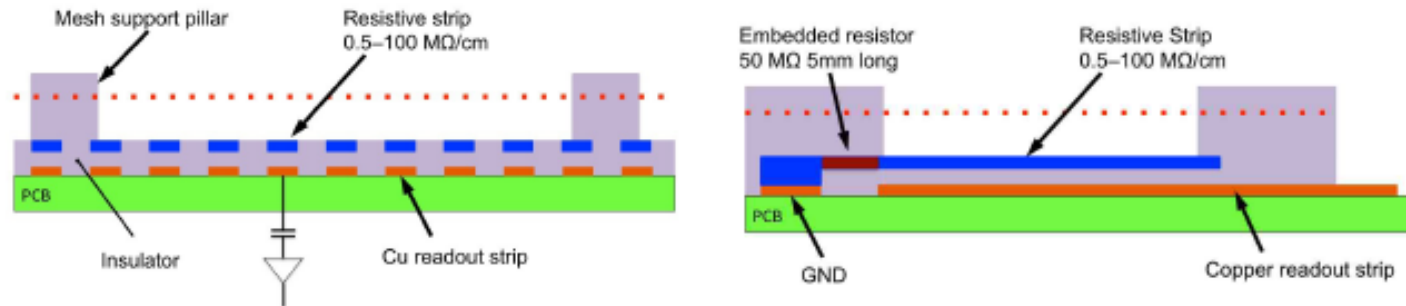 Mesh support pillar
Resistive strip
0.5–100 MΩ/cm
PCB
Insulator
Cu readout strip
Embedded resistor
50 MΩ 5mm long
Resistive Strip
0.5–100 MΩ/cm
PCB
GND
Copper readout strip